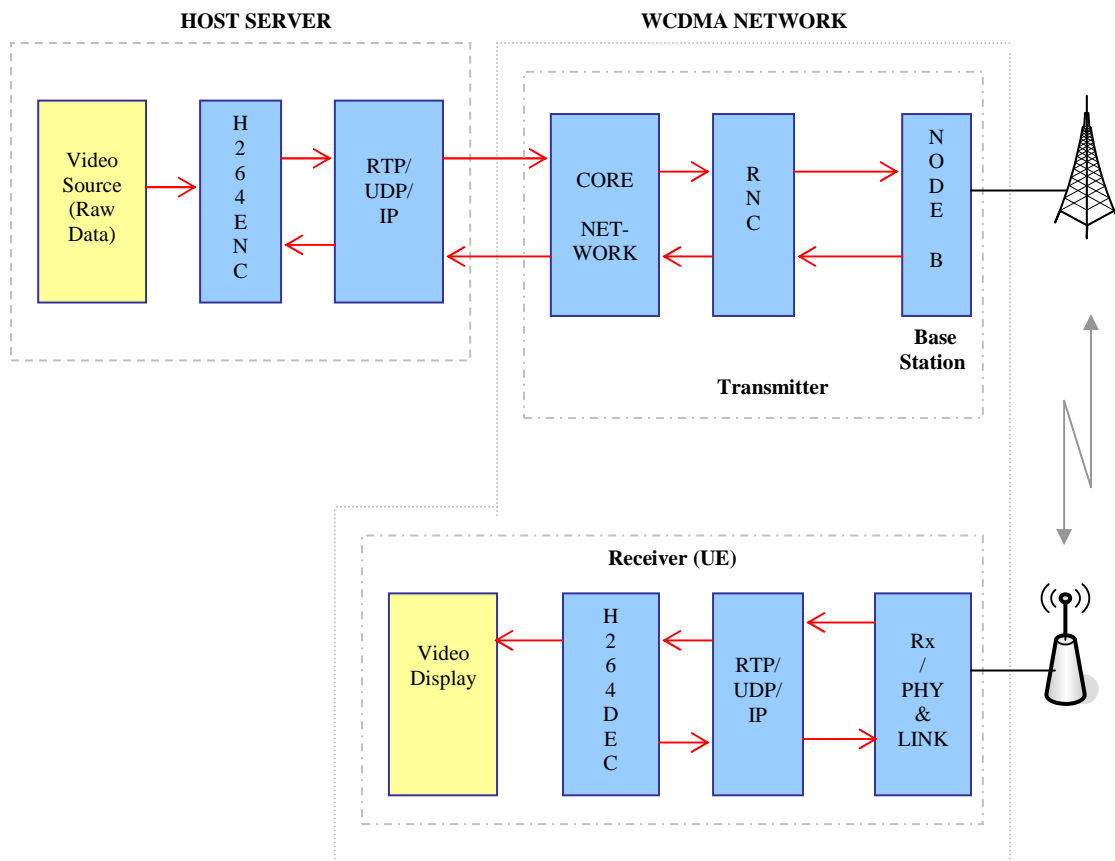 HOST SERVER
WCDMA NETWORK
Video
Source
(Raw
Data)
H
2
6
4
E
N
C
RTP/
UDP/
IP
CORE
NET-
WORK
R
N
C
N
O
D
E
B
Base
Station
Transmitter
Receiver (UE)
Video
Display
H
2
6
4
D
E
C
RTP/
UDP/
IP
Rx
/
PHY
&
LINK